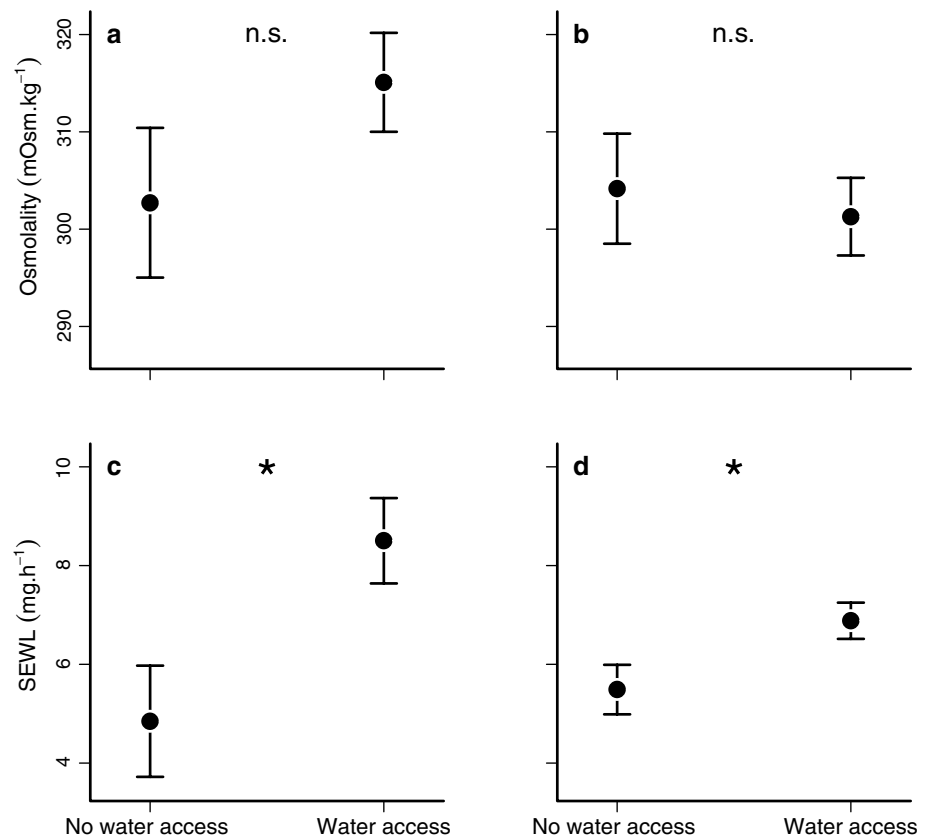 a
n.s.
b
n.s.
Osmolality (mOsm.kg⁻¹)
320
310
300
290
c
*
d
*
SEWL (mg.h⁻¹)
10
8
6
4
No water access
Water access
No water access
Water access